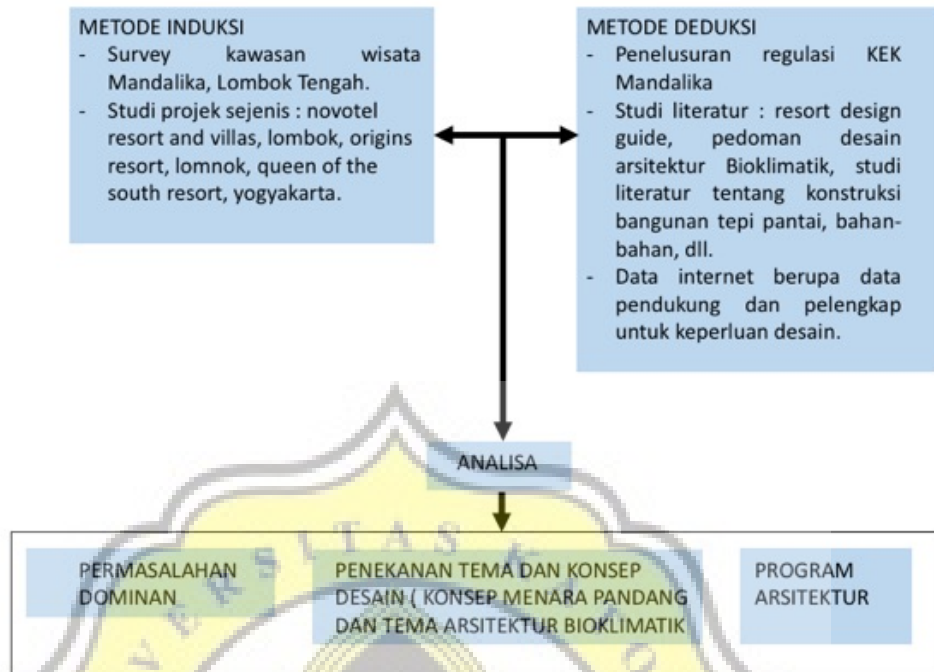 METODE INDUKSI
- Survey kawasan wisata
Mandalika, Lombok Tengah.
- Studi projek sejenis : novotel
resort and villas, lombok, origins
resort, lomnok, queen of the
south resort, yogyakarta.
METODE DEDUKSI
- Penelusuran regulasi KEK
Mandalika
- Studi literatur : resort design
guide, pedoman desain
arsitektur Bioklimatik, studi
literatur tentang konstruksi
bangunan tepi pantai, bahan-
bahan, dll.
- Data internet berupa data
pendukung dan pelengkap
untuk keperluan desain.
ANALISA
PERMASALAHAN
DOMINAN
PENEKANAN TEMA DAN KONSEP
DESAIN ( KONSEP MENARA PANDANG
DAN TEMA ARSITEKTUR BIOKLIMATIK
PROGRAM
ARSITEKTUR